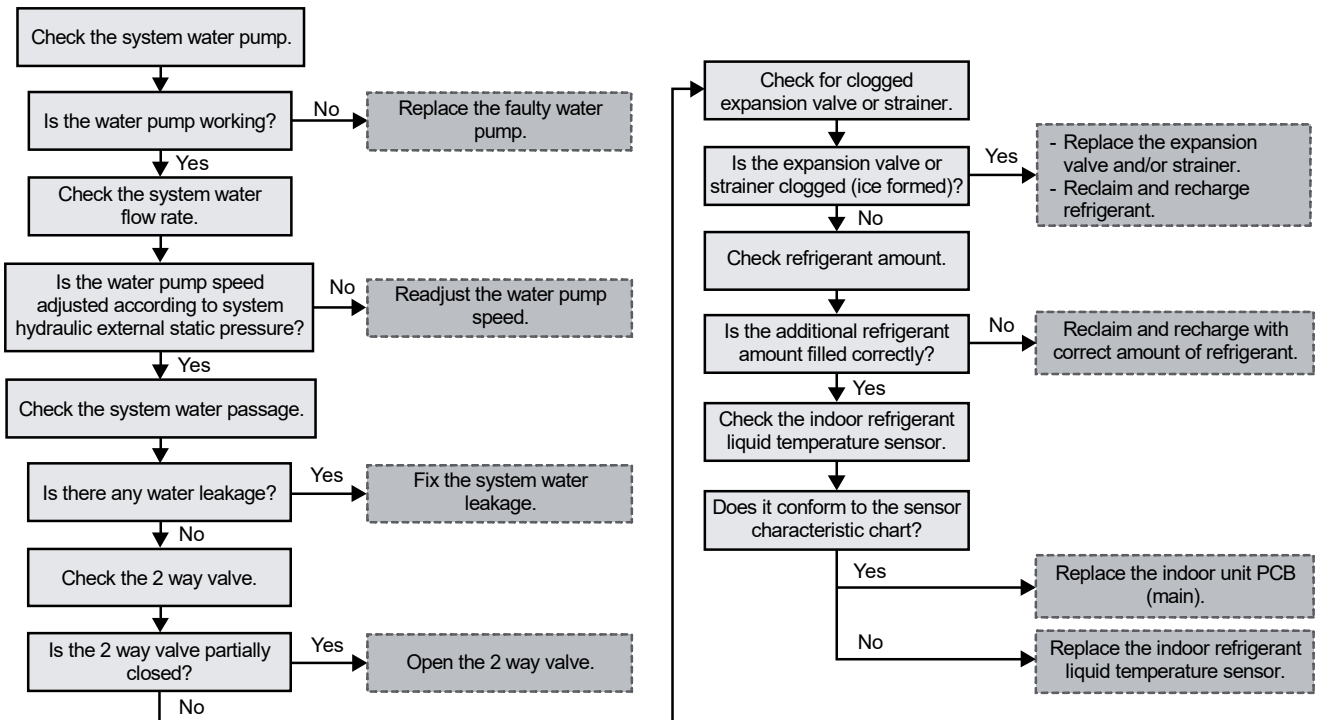 Check the system water pump.
Is the water pump working?
No
Replace the faulty water
pump.
Yes
Check the system water
flow rate.
Is the water pump speed
adjusted according to system
hydraulic external static pressure?
No
Readjust the water pump
speed.
Yes
Check the system water passage.
Is there any water leakage?
Yes
Fix the system water
leakage.
No
Check the 2 way valve.
Is the 2 way valve partially
closed?
Yes
Open the 2 way valve.
No
Check for clogged
expansion valve or strainer.
Is the expansion valve or
strainer clogged (ice formed)?
Yes
- Replace the expansion
valve and/or strainer.
- Reclaim and recharge
refrigerant.
No
Check refrigerant amount.
Is the additional refrigerant
amount filled correctly?
No
Reclaim and recharge with
correct amount of refrigerant.
Yes
Check the indoor refrigerant
liquid temperature sensor.
Does it conform to the sensor
characteristic chart?
Yes
Replace the indoor unit PCB
(main).
No
Replace the indoor refrigerant
liquid temperature sensor.